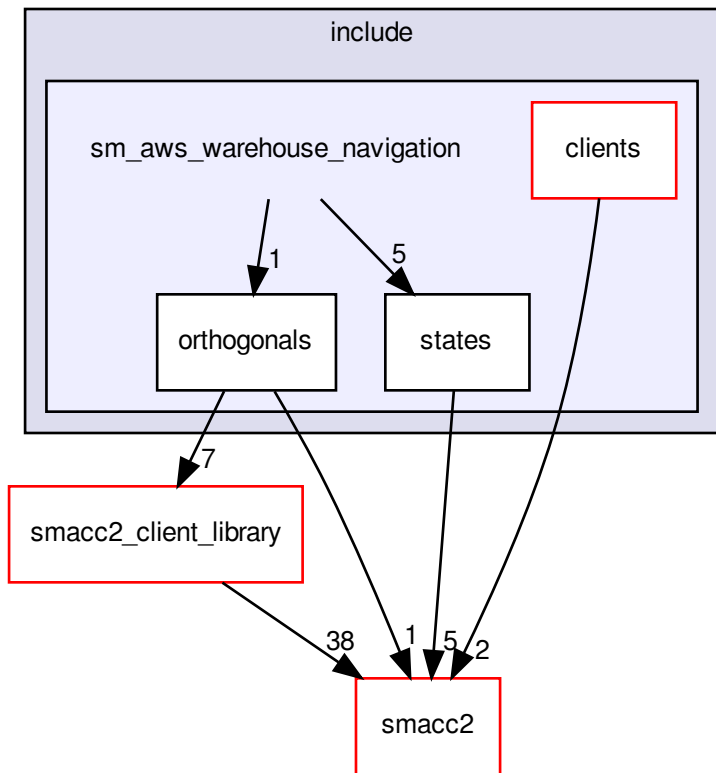 include
sm_aws_warehouse_navigation
clients
1
5
orthogonals
states
7
smacc2_client_library
38
1
5
2
smacc2